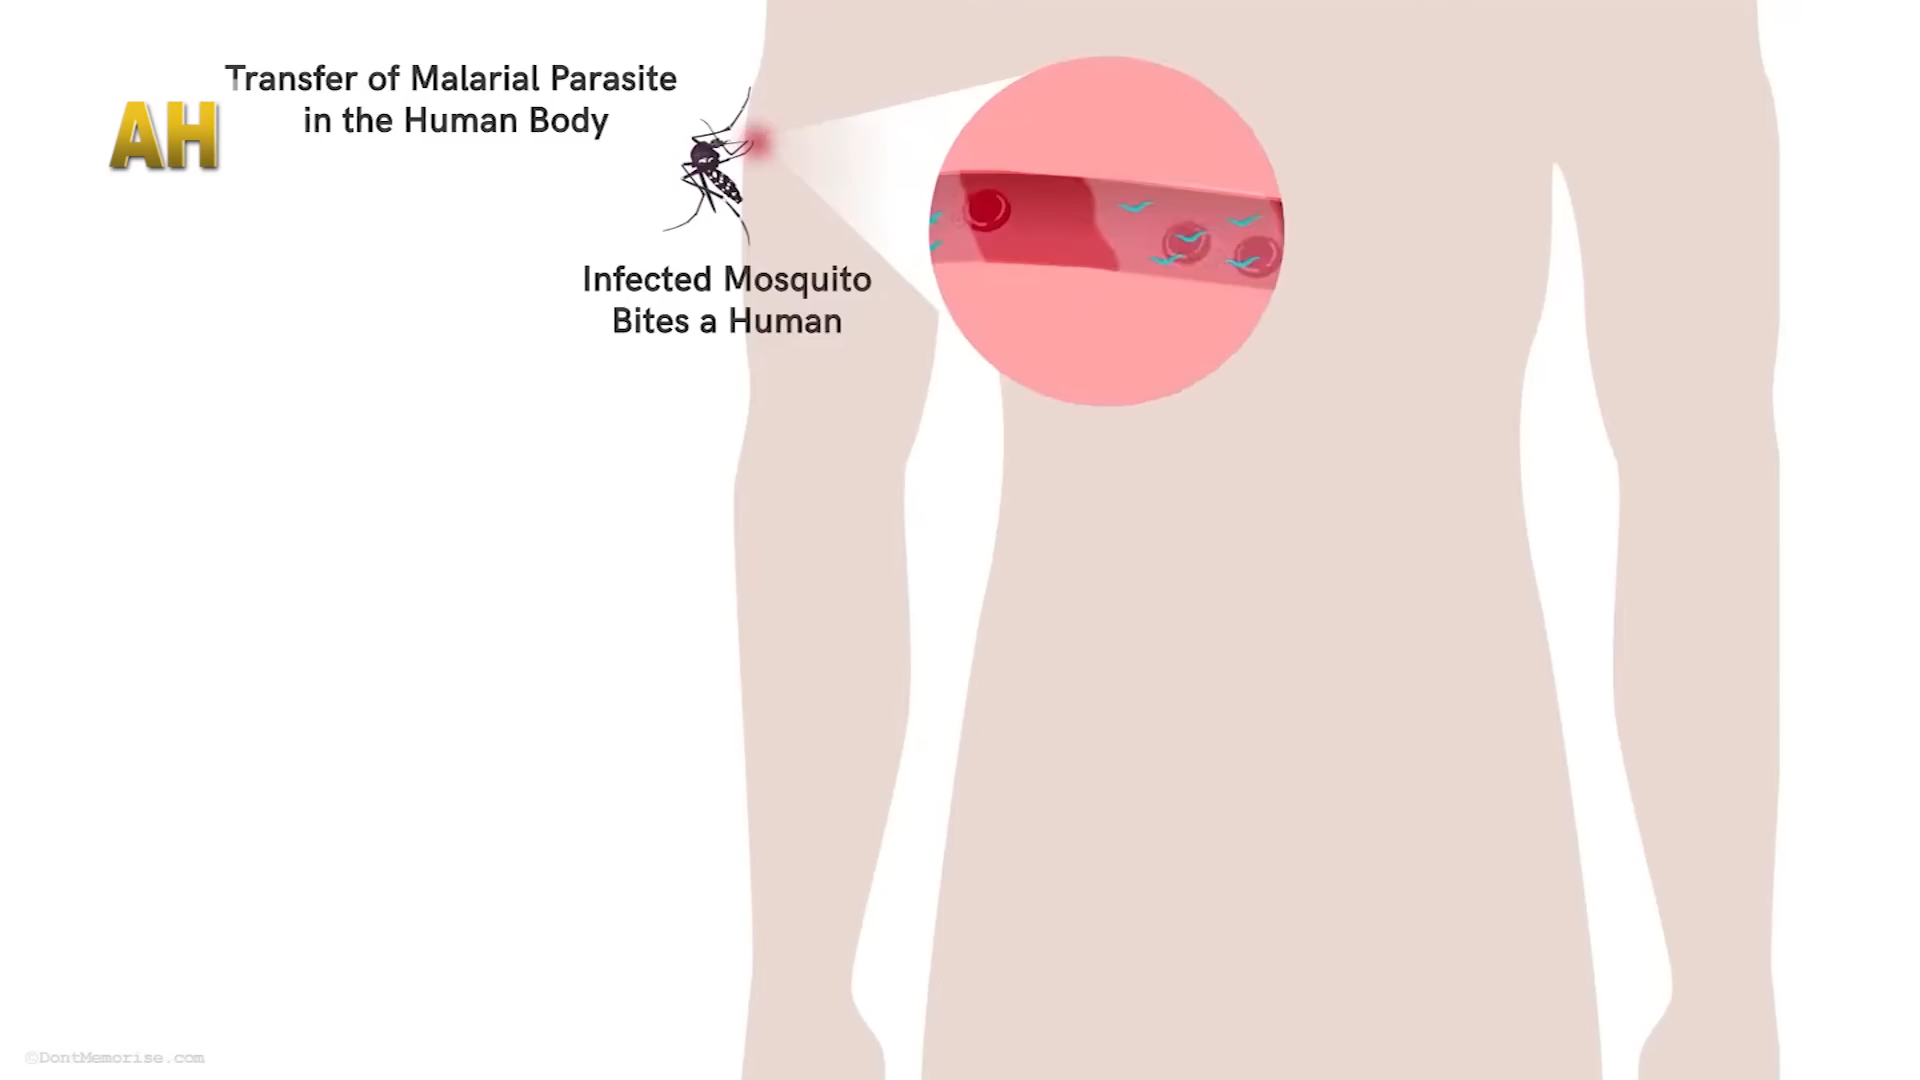 Transfer of Malarial Parasite
in the Human Body
AH
Infected Mosquito
Bites a Human
©DontMemorise.com